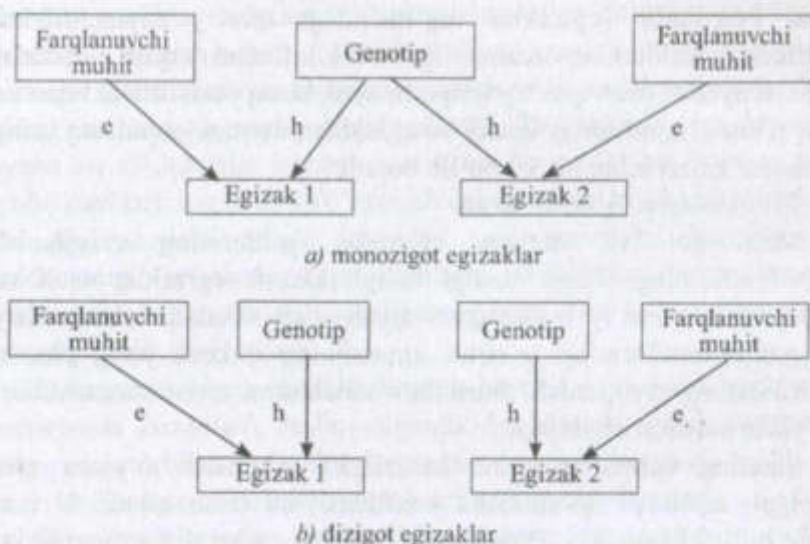 Farqlanuvchi
muhit
Genotip
Farqlanuvchi
muhit
e
h
h
e
Egizak 1
Egizak 2
a) monozigot egizaklar
Farqlanuvchi
muhit
Genotip
Genotip
Farqlanuvchi
muhit
e
h
h
e
Egizak 1
Egizak 2
b) dizigot egizaklar